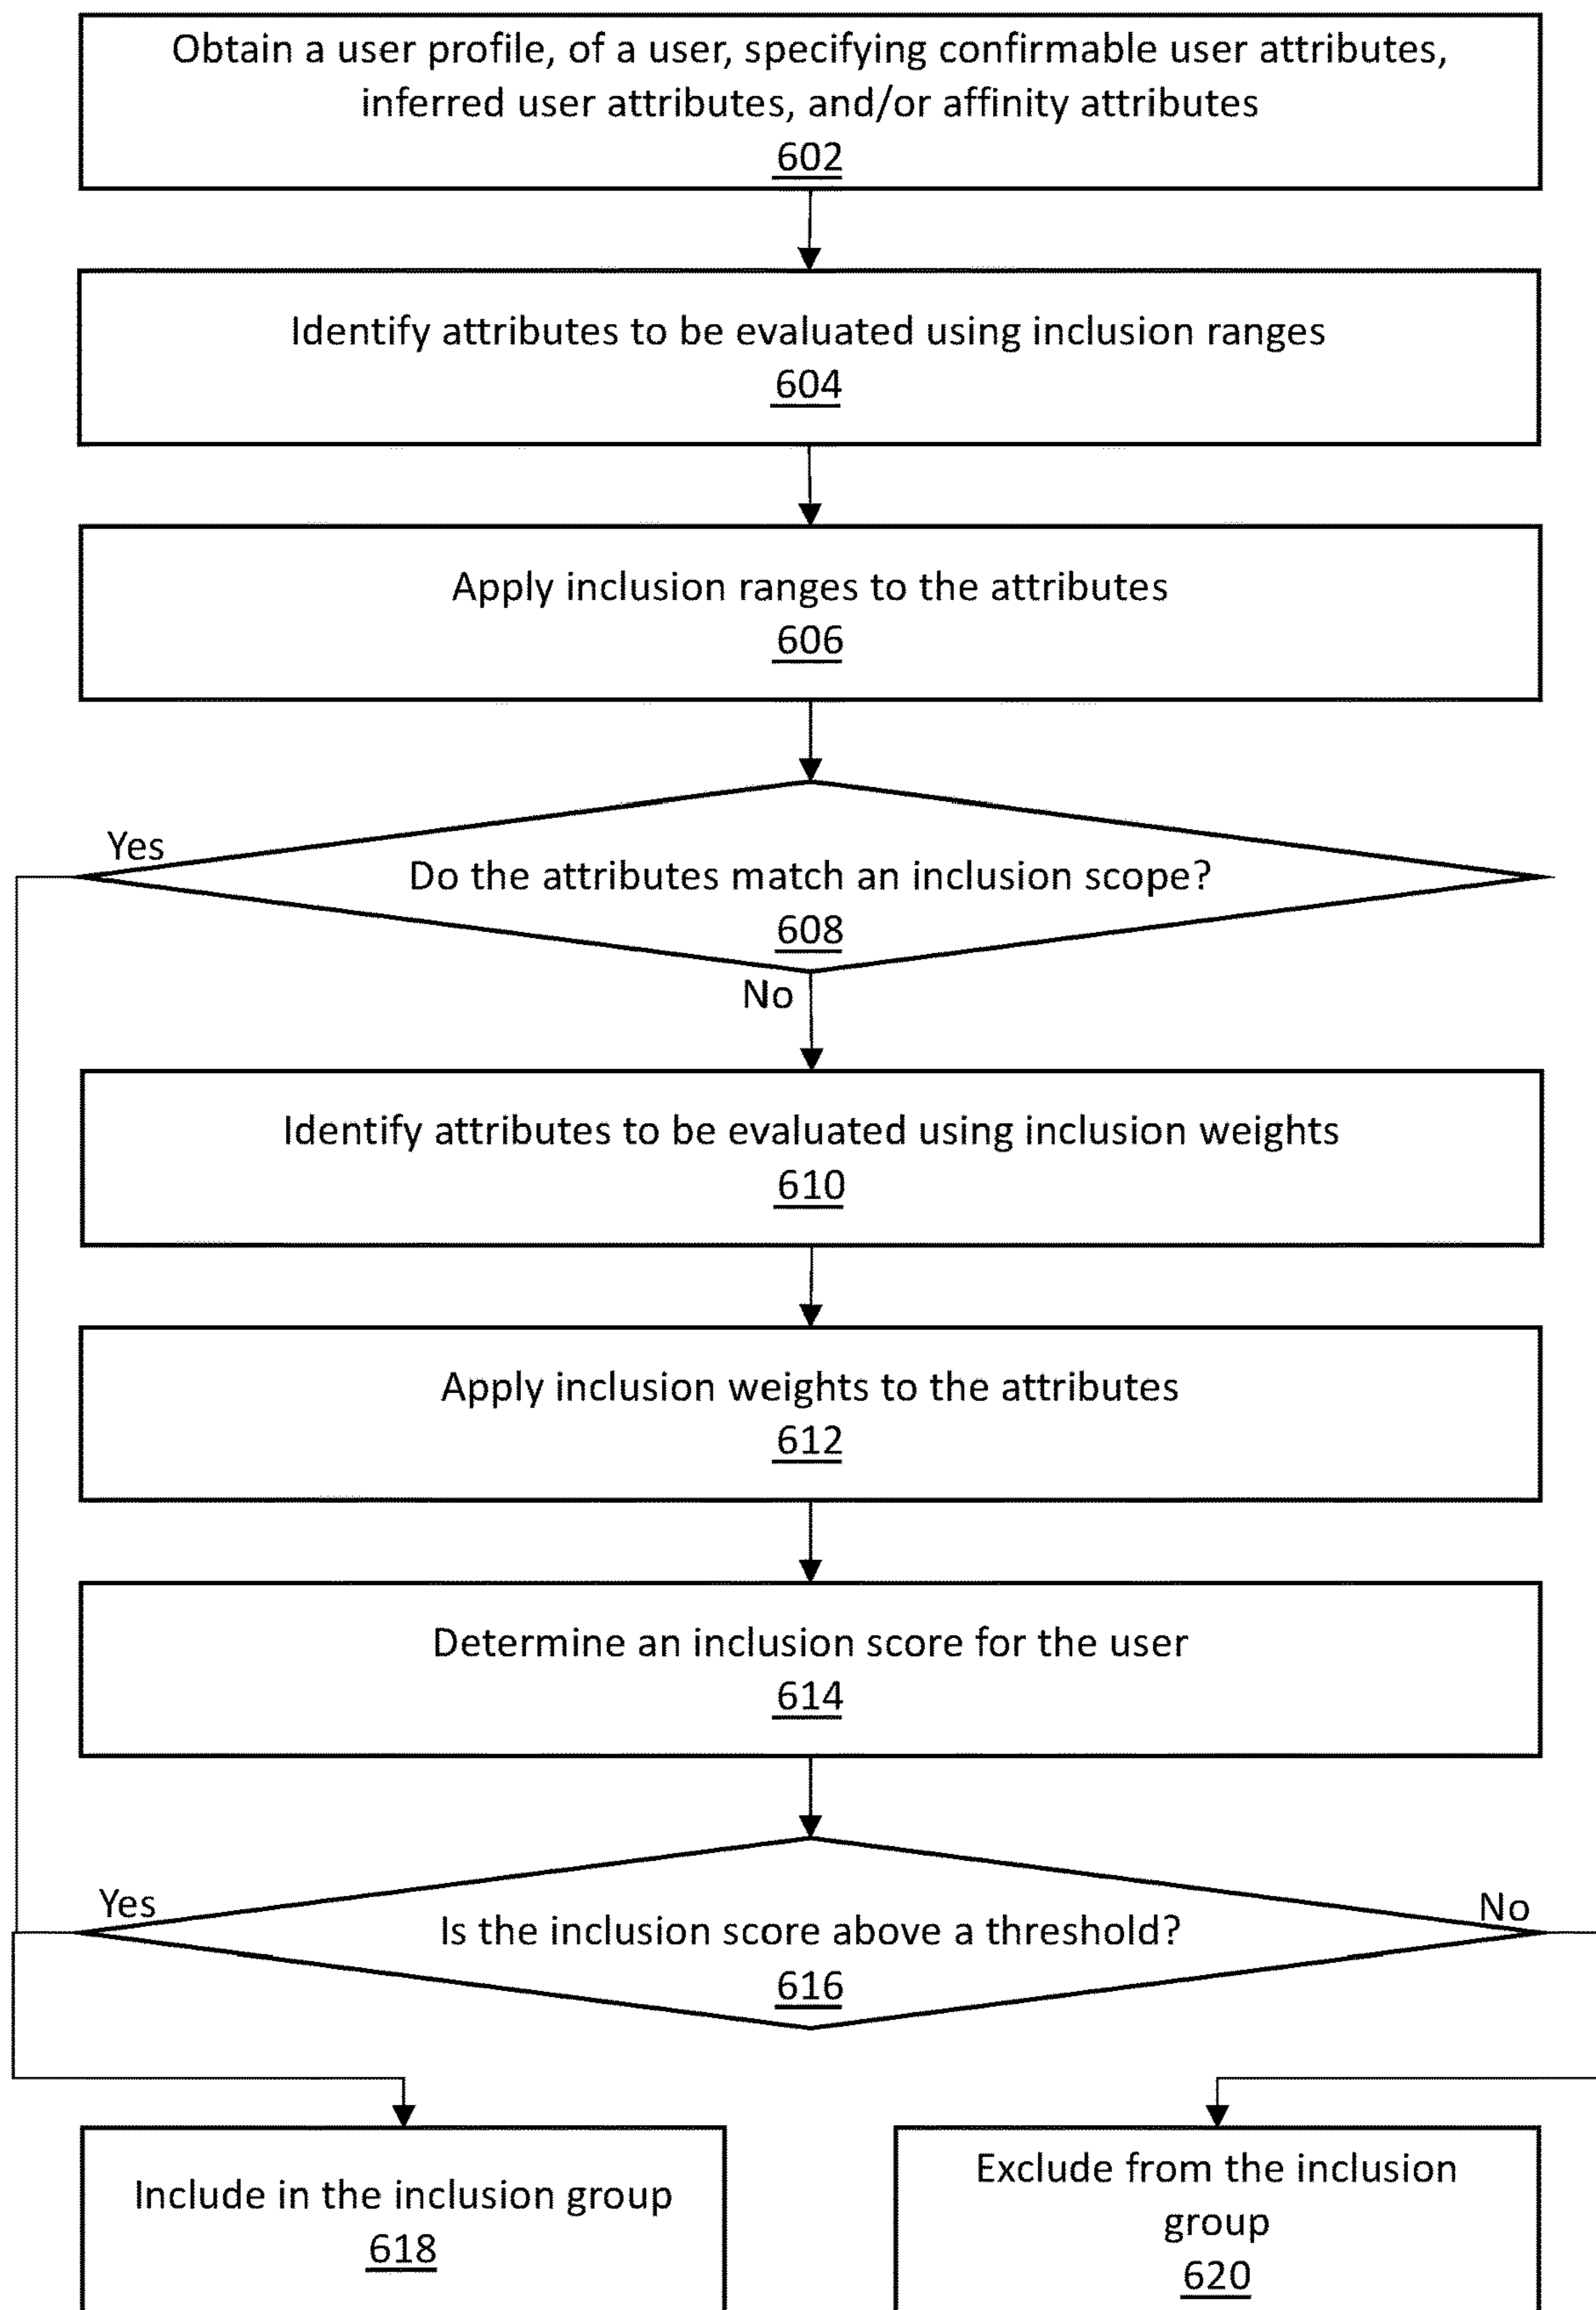 Obtain a user profile, of a user, specifying confirmable user attributes,
inferred user attributes, and/or affinity attributes
602
Identify attributes to be evaluated using inclusion ranges
604
Apply inclusion ranges to the attributes
606
Yes
Do the attributes match an inclusion scope?
608
No
Identify attributes to be evaluated using inclusion weights
610
Apply inclusion weights to the attributes
612
Determine an inclusion score for the user
614
Yes
No
Is the inclusion score above a threshold?
616
Include in the inclusion group
618
Exclude from the inclusion
group
620